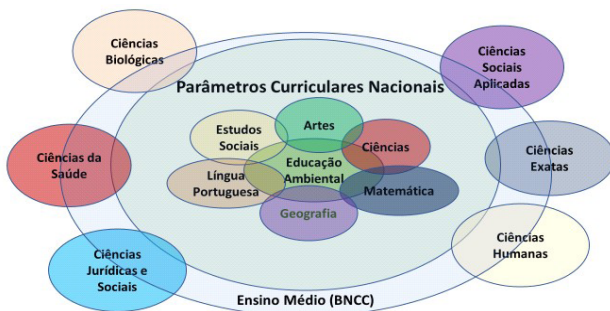 Ciências
Biológicas
Ciências
Sociais
Aplicadas
Parâmetros Curriculares Nacionais
Artes
Estudos
Sociais
Ciências
Ciências da
Saúde
Educação
Ambiental
Ciências
Exatas
Língua
Portuguesa
Matemática
Geografia
Ciências
Jurídicas e
Sociais
Ciências
Humanas
Ensino Médio (BNCC)